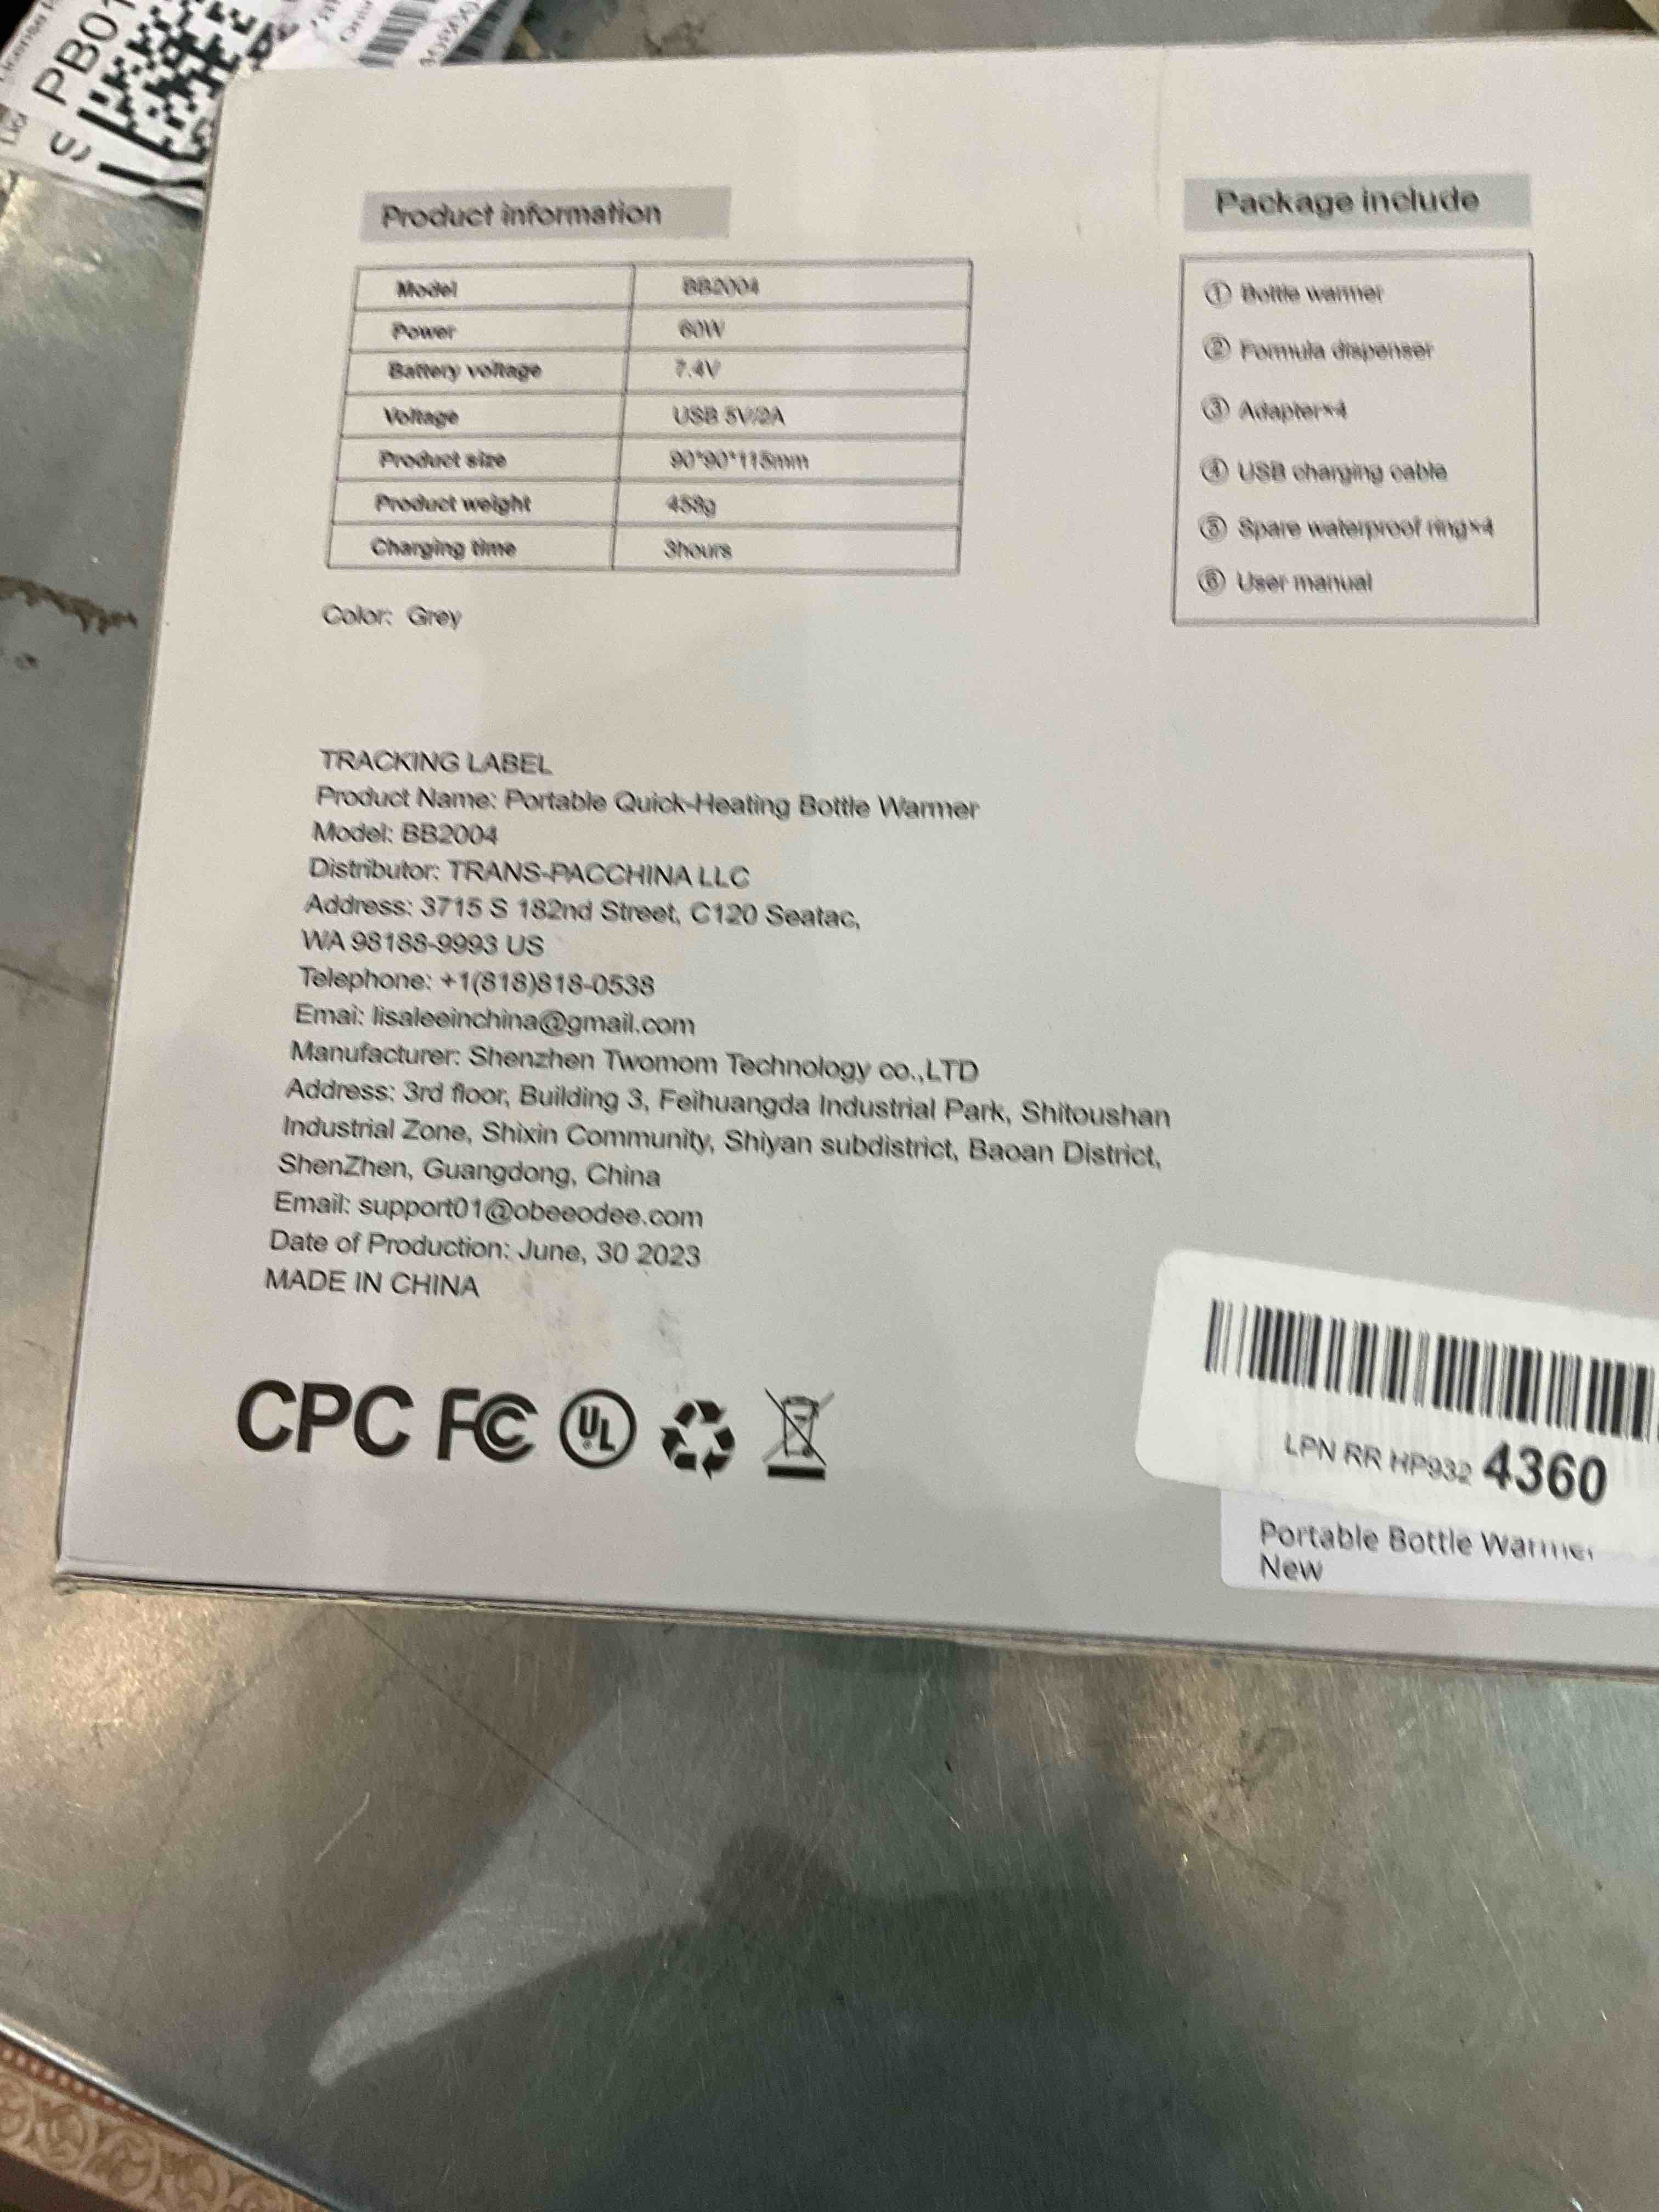 PB01
Product information
Model BB2004
Power 60W
Battery voltage 7.4V
Voltage USB 5V/2A
Product size 90*90*115mm
Product weight 458g
Charging time 3hours
Color: Grey
Package include
① Bottle warmer
② Formula dispenser
③ Adapter×4
④ USB charging cable
⑤ Spare waterproof ring×4
⑥ User manual
TRACKING LABEL
Product Name: Portable Quick-Heating Bottle Warmer
Model: BB2004
Distributor: TRANS-PACCHINA LLC
Address: 3715 S 182nd Street, C120 Seatac,
WA 98188-9993 US
Telephone: +1(818)818-0538
Emai: lisaleeinchina@gmail.com
Manufacturer: Shenzhen Twomom Technology co.,LTD
Address: 3rd floor, Building 3, Feihuangda Industrial Park, Shitoushan
Industrial Zone, Shixin Community, Shiyan subdistrict, Baoan District,
ShenZhen, Guangdong, China
Email: support01@obeeodee.com
Date of Production: June, 30 2023
MADE IN CHINA
CPC FC UL
LPN RR HP932 4360
Portable Bottle Warmer
New